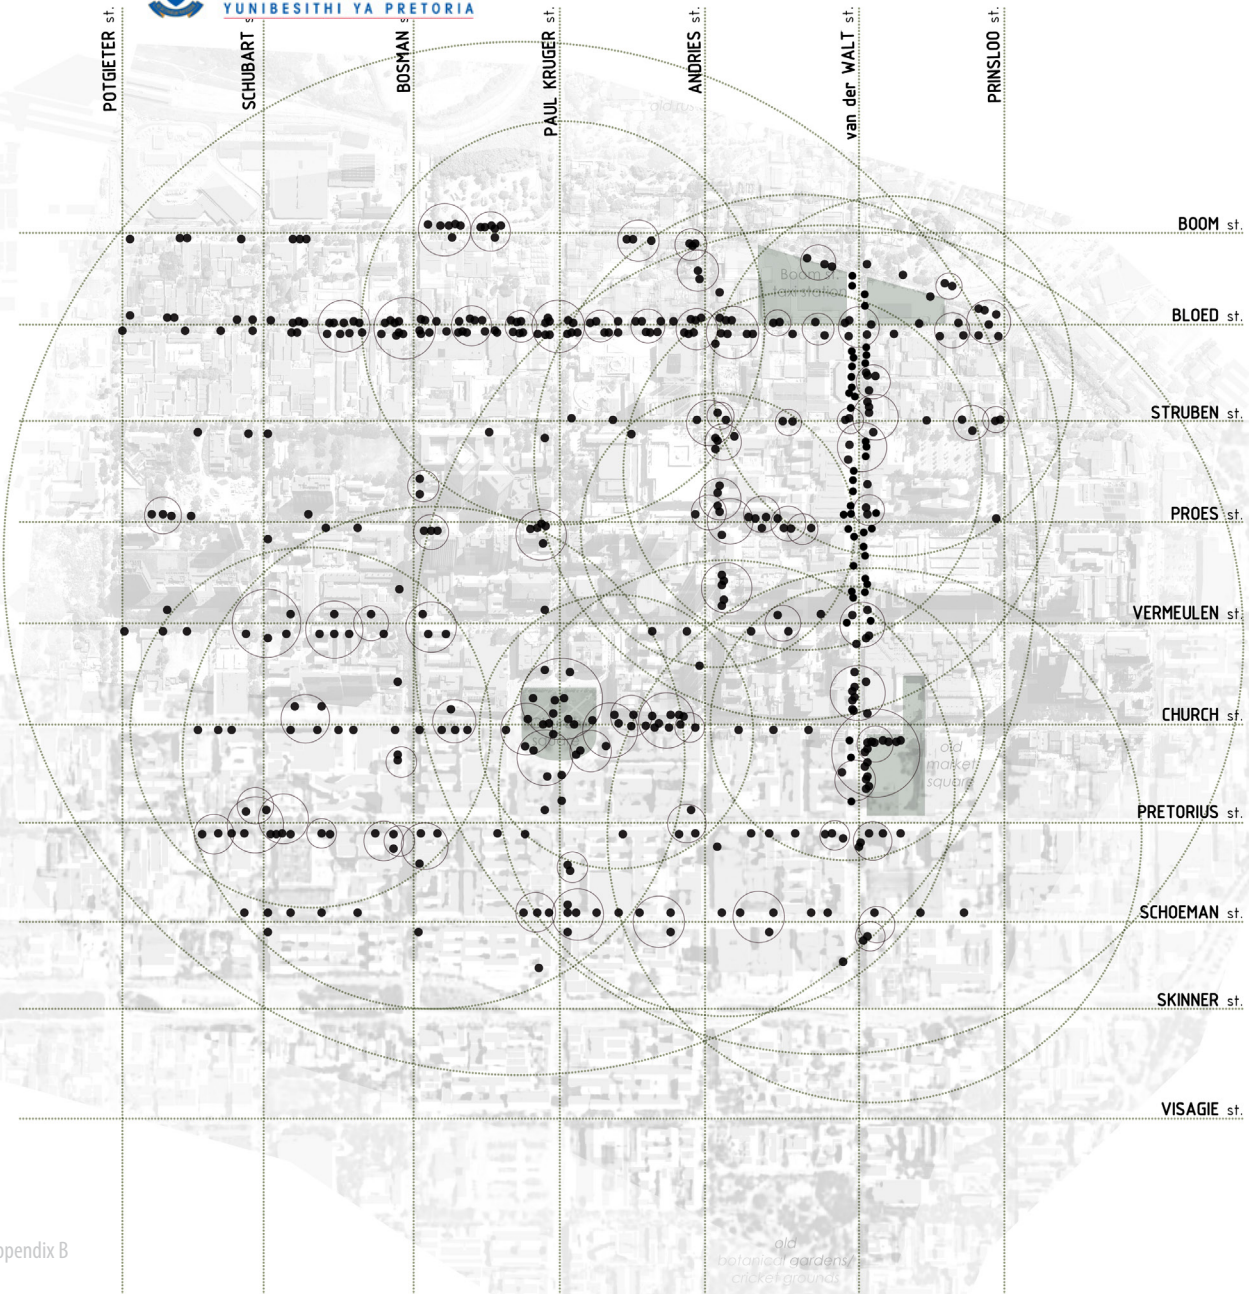 YUNIBESITHI YA PRETORIA
POTGIETER st.
SCHUBART s
BOSMAN s
PAUL KRUGER st.
ANDRIES st.
van der WALT st.
PRINSLOO st.
old
BOOM st.
Boom st.
taxi station
BLOED st.
STRUBEN st.
PROES st.
VERMEULEN st.
CHURCH st.
old
market
square
PRETORIUS st.
SCHOEMAN st.
SKINNER st.
VISAGIE st.
ppendix B
old
botanical gardens/
cricket grounds